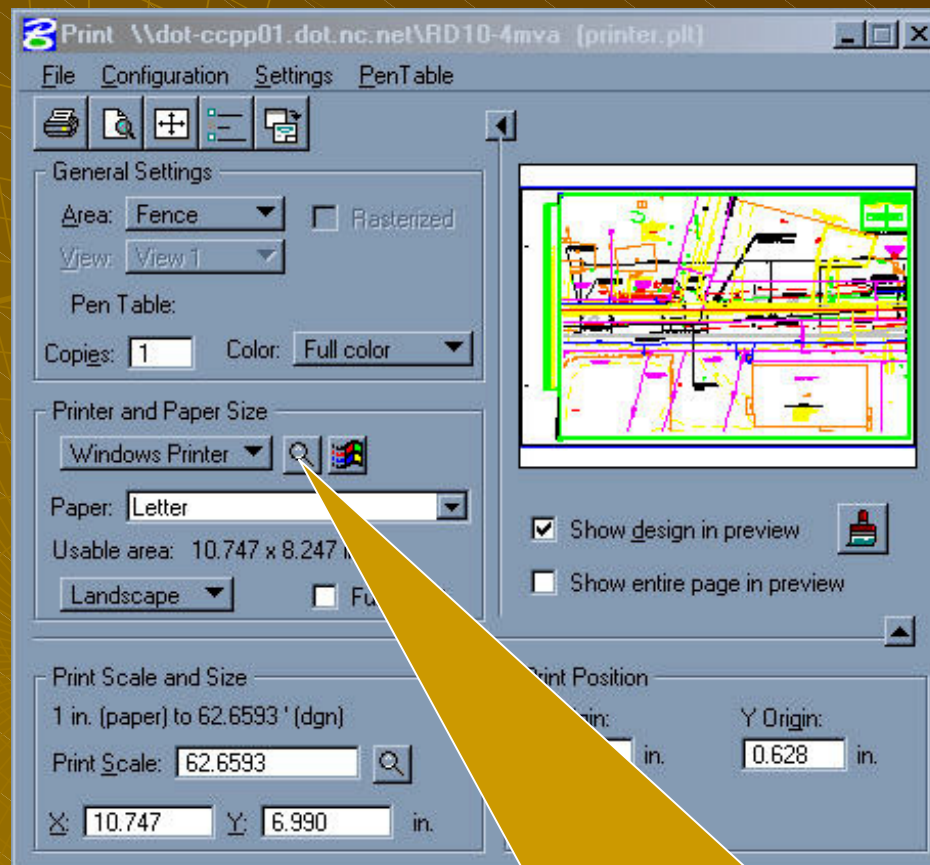 Print \\dot-ccpp01.dot.nc.net\RD10-4mva (printer.plt)
File Configuration Settings PenTable
General Settings
Area: Fence Rasterized
View: View 1
Pen Table:
Copies: 1 Color: Full color
Printer and Paper Size
Windows Printer
Paper: Letter
Usable area: 10.747 x 8.247
Landscape
Show design in preview
Show entire page in preview
Print Scale and Size
1 in. (paper) to 62.6593 ' (dgn)
Print Scale: 62.6593
X: 10.747 Y: 6.990 in.
Print Position
Y Origin:
in. 0.628 in.